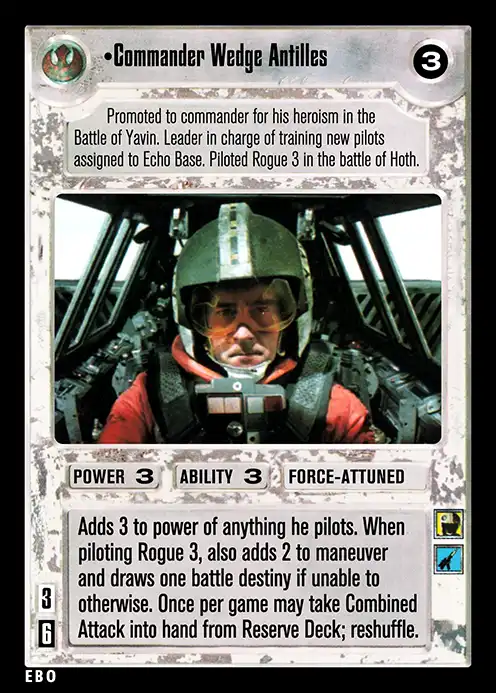 •Commander Wedge Antilles
3
Promoted to commander for his heroism in the
Battle of Yavin. Leader in charge of training new pilots
assigned to Echo Base. Piloted Rogue 3 in the battle of Hoth.
POWER 3
ABILITY 3
FORCE-ATTUNED
Adds 3 to power of anything he pilots. When
piloting Rogue 3, also adds 2 to maneuver
and draws one battle destiny if unable to
otherwise. Once per game may take Combined
Attack into hand from Reserve Deck; reshuffle.
3
6
EBO